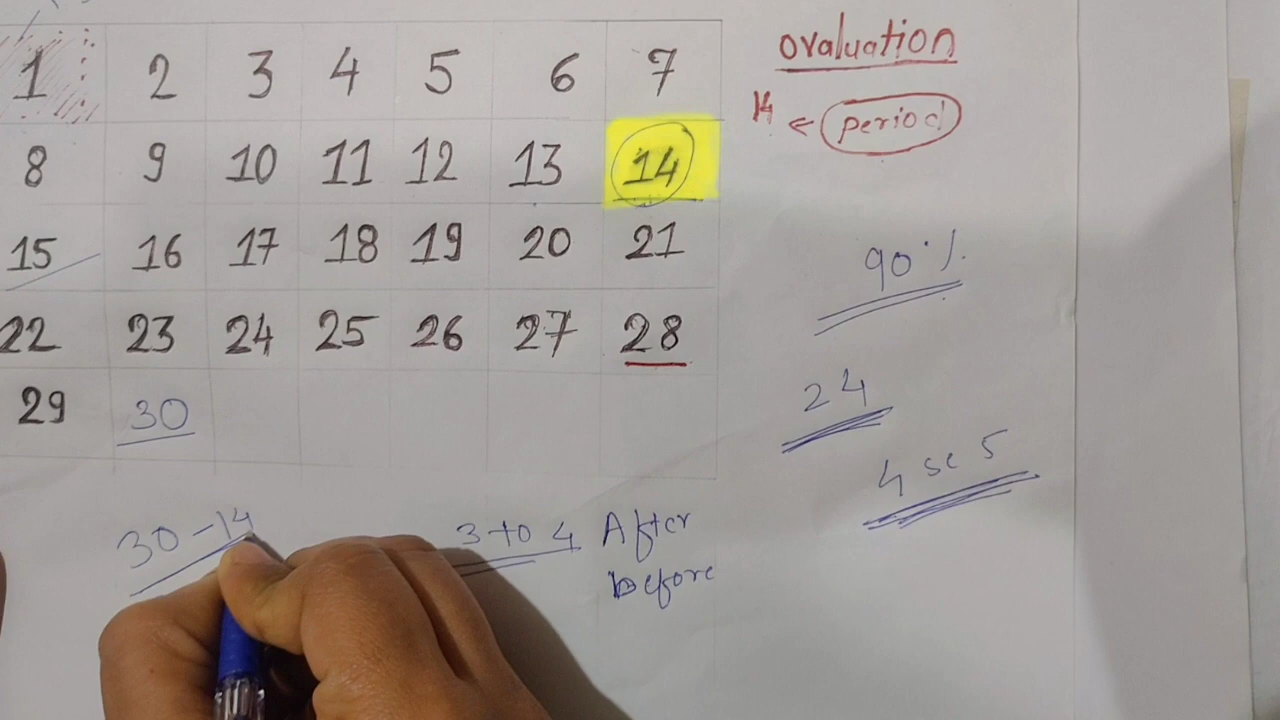 1 2 3 4 5 6 7
8 9 10 11 12 13 14
15 16 17 18 19 20 21
22 23 24 25 26 27 28
29 30
ovaluation
14 < period
90%
24
4 se 5
30-14
3 to 4 After
before